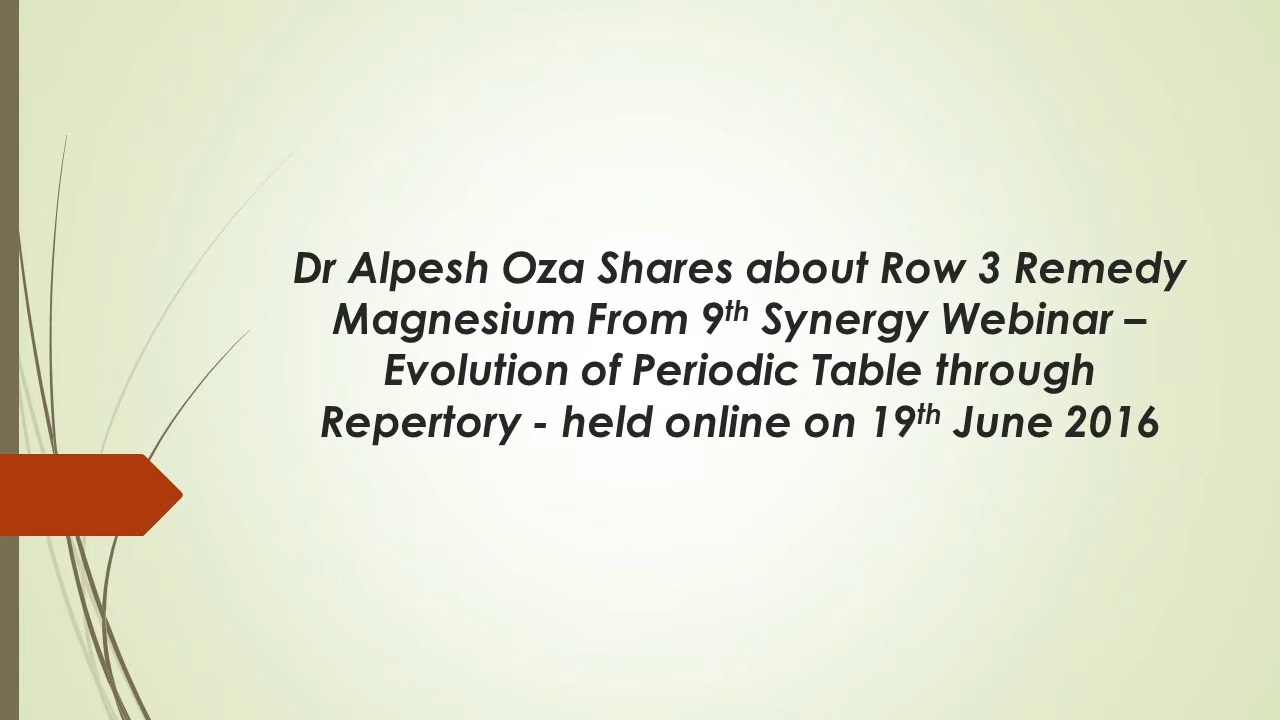 Dr Alpesh Oza Shares about Row 3 Remedy
Magnesium From 9th Synergy Webinar –
Evolution of Periodic Table through
Repertory - held online on 19th June 2016